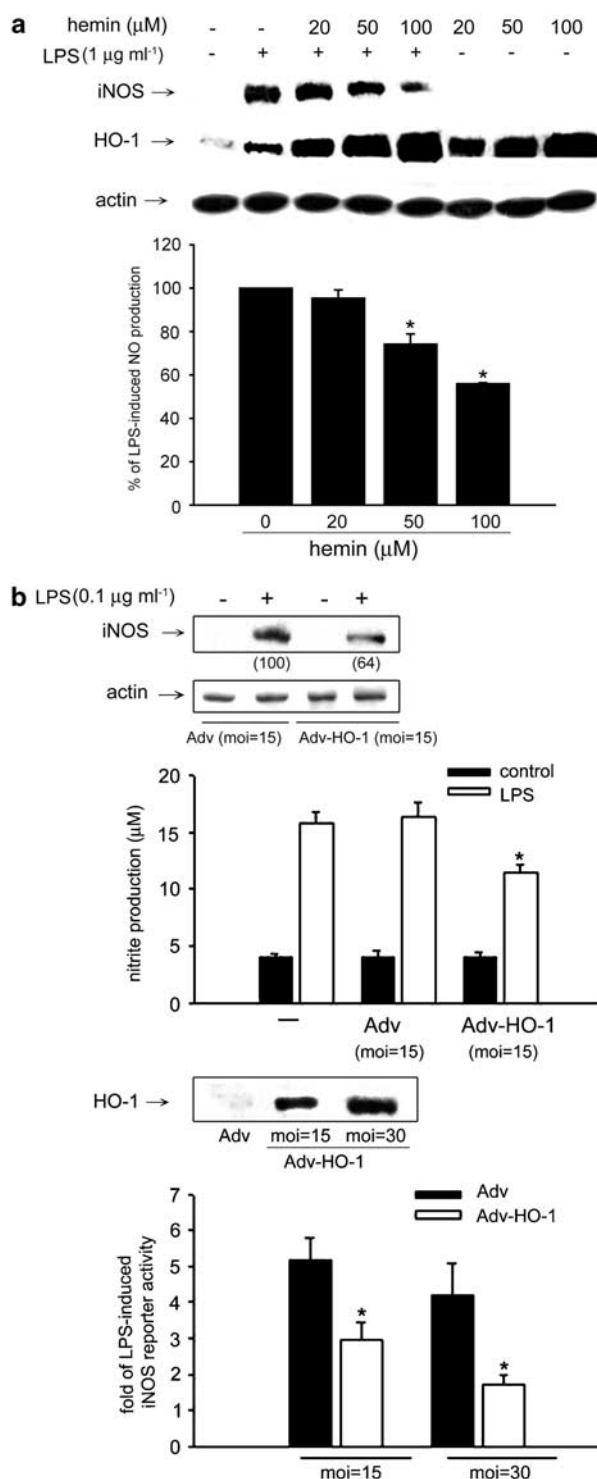 a
hemin (μM) - - 20 50 100 20 50 100
LPS(1 μg ml-1) - + + + + - - -
iNOS →
HO-1 →
actin →
120
100
80
60
40
20
0
% of LPS-induced NO production
* *
0 20 50 100
hemin (μM)
b
LPS(0.1 μg ml-1) - + - +
iNOS →
(100) (64)
actin →
Adv (moi=15) Adv-HO-1 (moi=15)
control
LPS
20
15
10
5
0
nitrite production (μM)
*
— Adv Adv-HO-1
(moi=15) (moi=15)
HO-1 →
Adv moi=15 moi=30
Adv-HO-1
Adv
Adv-HO-1
7
6
5
4
3
2
1
0
fold of LPS-induced
iNOS reporter activity
* *
moi=15 moi=30